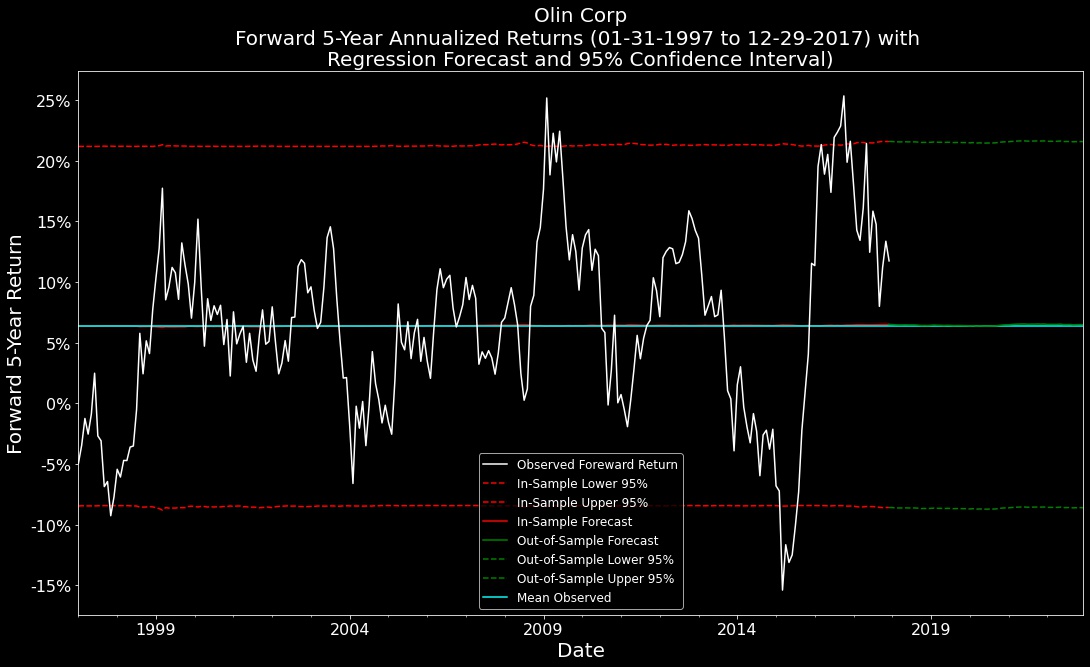 Olin Corp
Forward 5-Year Annualized Returns (01-31-1997 to 12-29-2017) with
Regression Forecast and 95% Confidence Interval)
Forward 5-Year Return
25%
20%
15%
10%
5%
0%
-5%
-10%
-15%
Observed Foreward Return
In-Sample Lower 95%
In-Sample Upper 95%
In-Sample Forecast
Out-of-Sample Forecast
Out-of-Sample Lower 95%
Out-of-Sample Upper 95%
Mean Observed
1999 2004 2009 2014 2019
Date